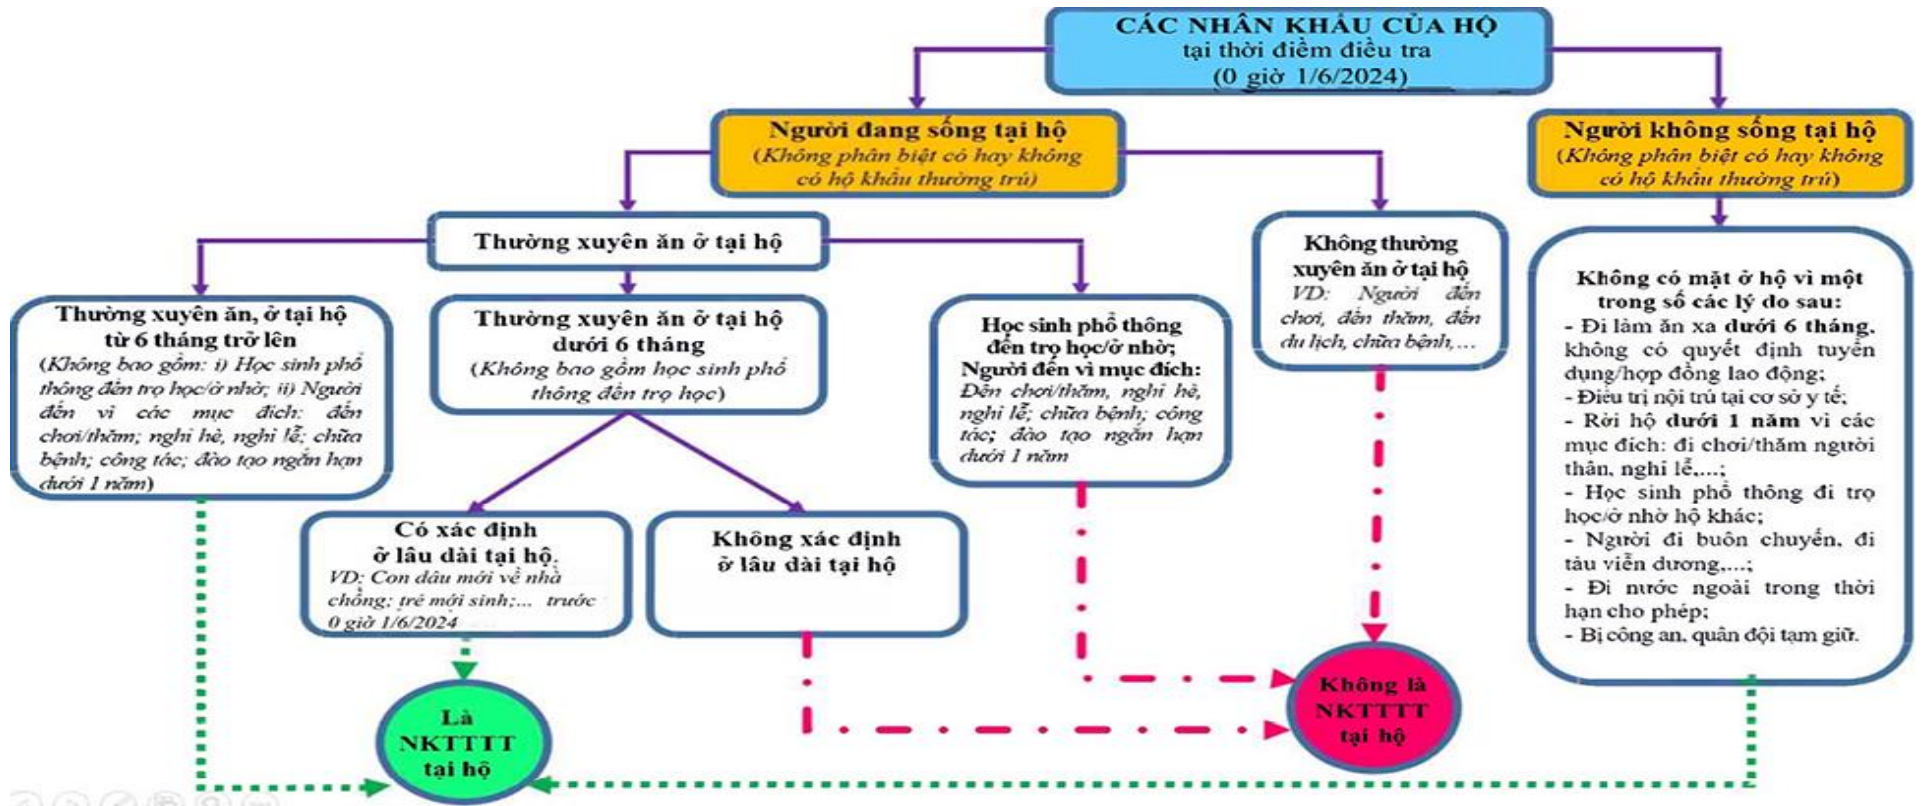 CÁC NHÂN KHẨU CỦA HỘ
tại thời điểm điều tra
(0 giờ 1/6/2024)
Người đang sống tại hộ
(Không phân biệt có hay không
có hộ khẩu thường trú)
Người không sống tại hộ
(Không phân biệt có hay không
có hộ khẩu thường trú)
Thường xuyên ăn ở tại hộ
Không thường
xuyên ăn ở tại hộ
VD: Người đến
chơi, đến thăm, đến
du lịch, chữa bệnh,...
Thường xuyên ăn, ở tại hộ
từ 6 tháng trở lên
(Không bao gồm: i) Học sinh phổ
thông đến trọ học/ở nhờ; ii) Người
đến vì các mục đích: đến
chơi/thăm; nghỉ hè, nghỉ lễ; chữa
bệnh; công tác; đào tạo ngắn hạn
dưới 1 năm)
Thường xuyên ăn ở tại hộ
dưới 6 tháng
(Không bao gồm học sinh phổ
thông đến trọ học)
Học sinh phổ thông
đến trọ học/ở nhờ;
Người đến vì mục đích:
Đến chơi/thăm, nghỉ hè,
nghỉ lễ; chữa bệnh; công
tác; đào tạo ngắn hạn
dưới 1 năm
Không có mặt ở hộ vì một
trong số các lý do sau:
- Đi làm ăn xa dưới 6 tháng,
không có quyết định tuyển
dụng/hợp đồng lao động;
- Điều trị nội trú tại cơ sở y tế;
- Rời hộ dưới 1 năm vì các
mục đích: đi chơi/thăm người
thân, nghỉ lễ,...;
- Học sinh phổ thông đi trọ
học/ở nhờ hộ khác;
- Người đi buôn chuyến, đi
tàu viễn dương,...;
- Đi nước ngoài trong thời
hạn cho phép;
- Bị công an, quân đội tạm giữ.
Có xác định
ở lâu dài tại hộ.
VD: Con dâu mới về nhà
chồng; trẻ mới sinh;... trước
0 giờ 1/6/2024
Không xác định
ở lâu dài tại hộ
Là
NKTTTT
tại hộ
Không là
NKTTTT
tại hộ